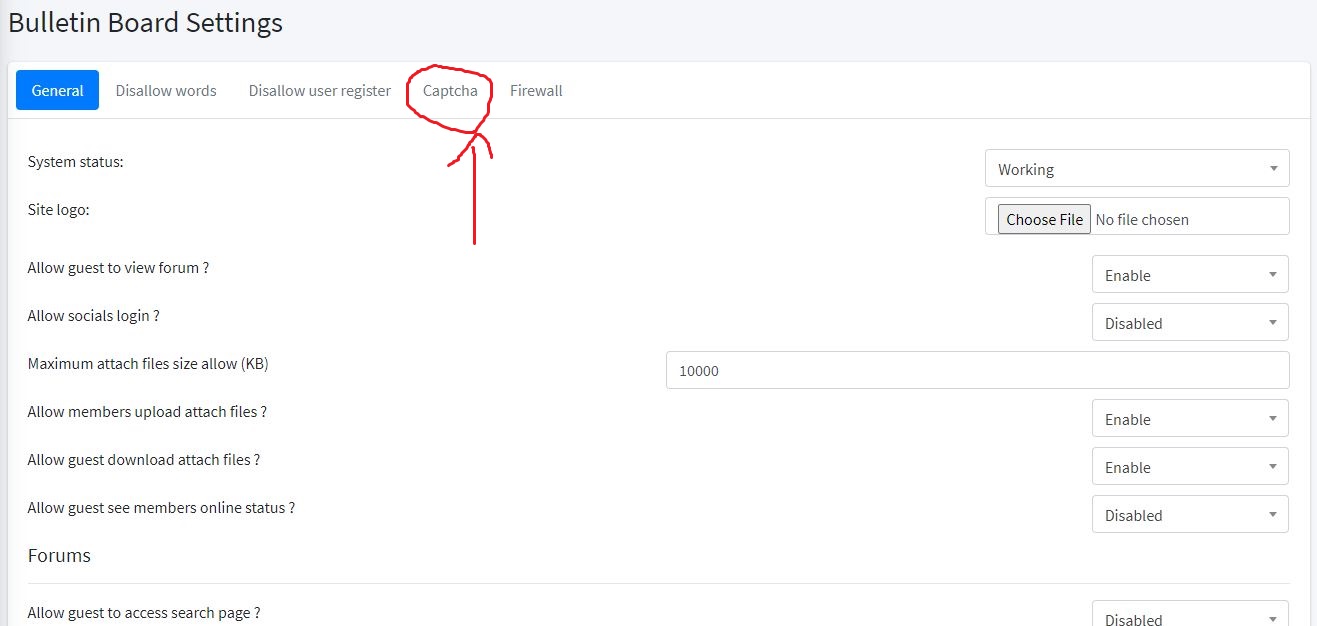 Bulletin Board Settings
General Disallow words Disallow user register Captcha Firewall
System status: Working
Site logo: Choose File No file chosen
Allow guest to view forum ? Enable
Allow socials login ? Disabled
Maximum attach files size allow (KB) 10000
Allow members upload attach files ? Enable
Allow guest download attach files ? Enable
Allow guest see members online status ? Disabled
Forums
Allow guest to access search page ? Disabled